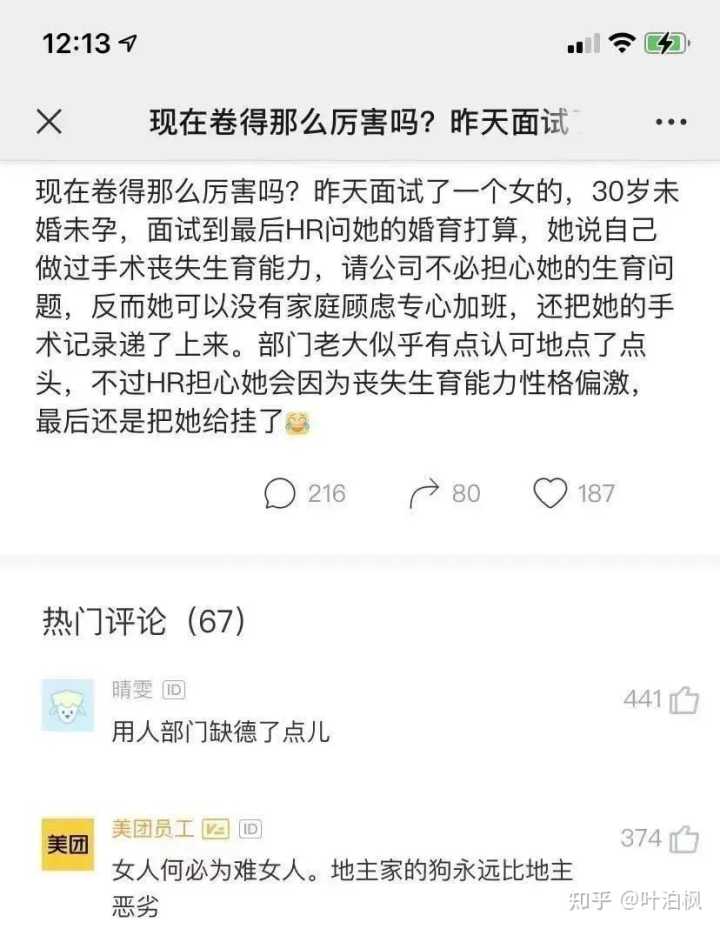 12:13
现在卷得那么厉害吗？昨天面试
现在卷得那么厉害吗？昨天面试了一个女的，30岁未
婚未孕，面试到最后HR问她的婚育打算，她说自己
做过手术丧失生育能力，请公司不必担心她的生育问
题，反而她可以没有家庭顾虑专心加班，还把她的手
术记录递了上来。部门老大似乎有点认可地点了点
头，不过HR担心她会因为丧失生育能力性格偏激，
最后还是把她给挂了
216 80 187
热门评论（67）
晴雯 ID
441
用人部门缺德了点儿
美团
美团员工 V ID
374
女人何必为难女人。地主家的狗永远比地主
恶劣
知乎 @叶泊枫